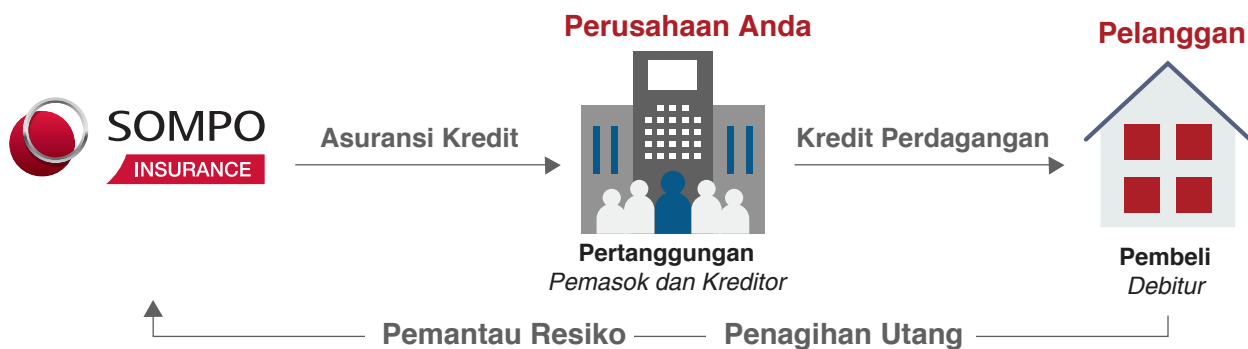 Perusahaan Anda
Pelanggan
SOMPO
INSURANCE
Asuransi Kredit
Kredit Perdagangan
Pertanggungan
Pemasok dan Kreditor
Pembeli
Debitur
Pemantau Resiko
Penagihan Utang